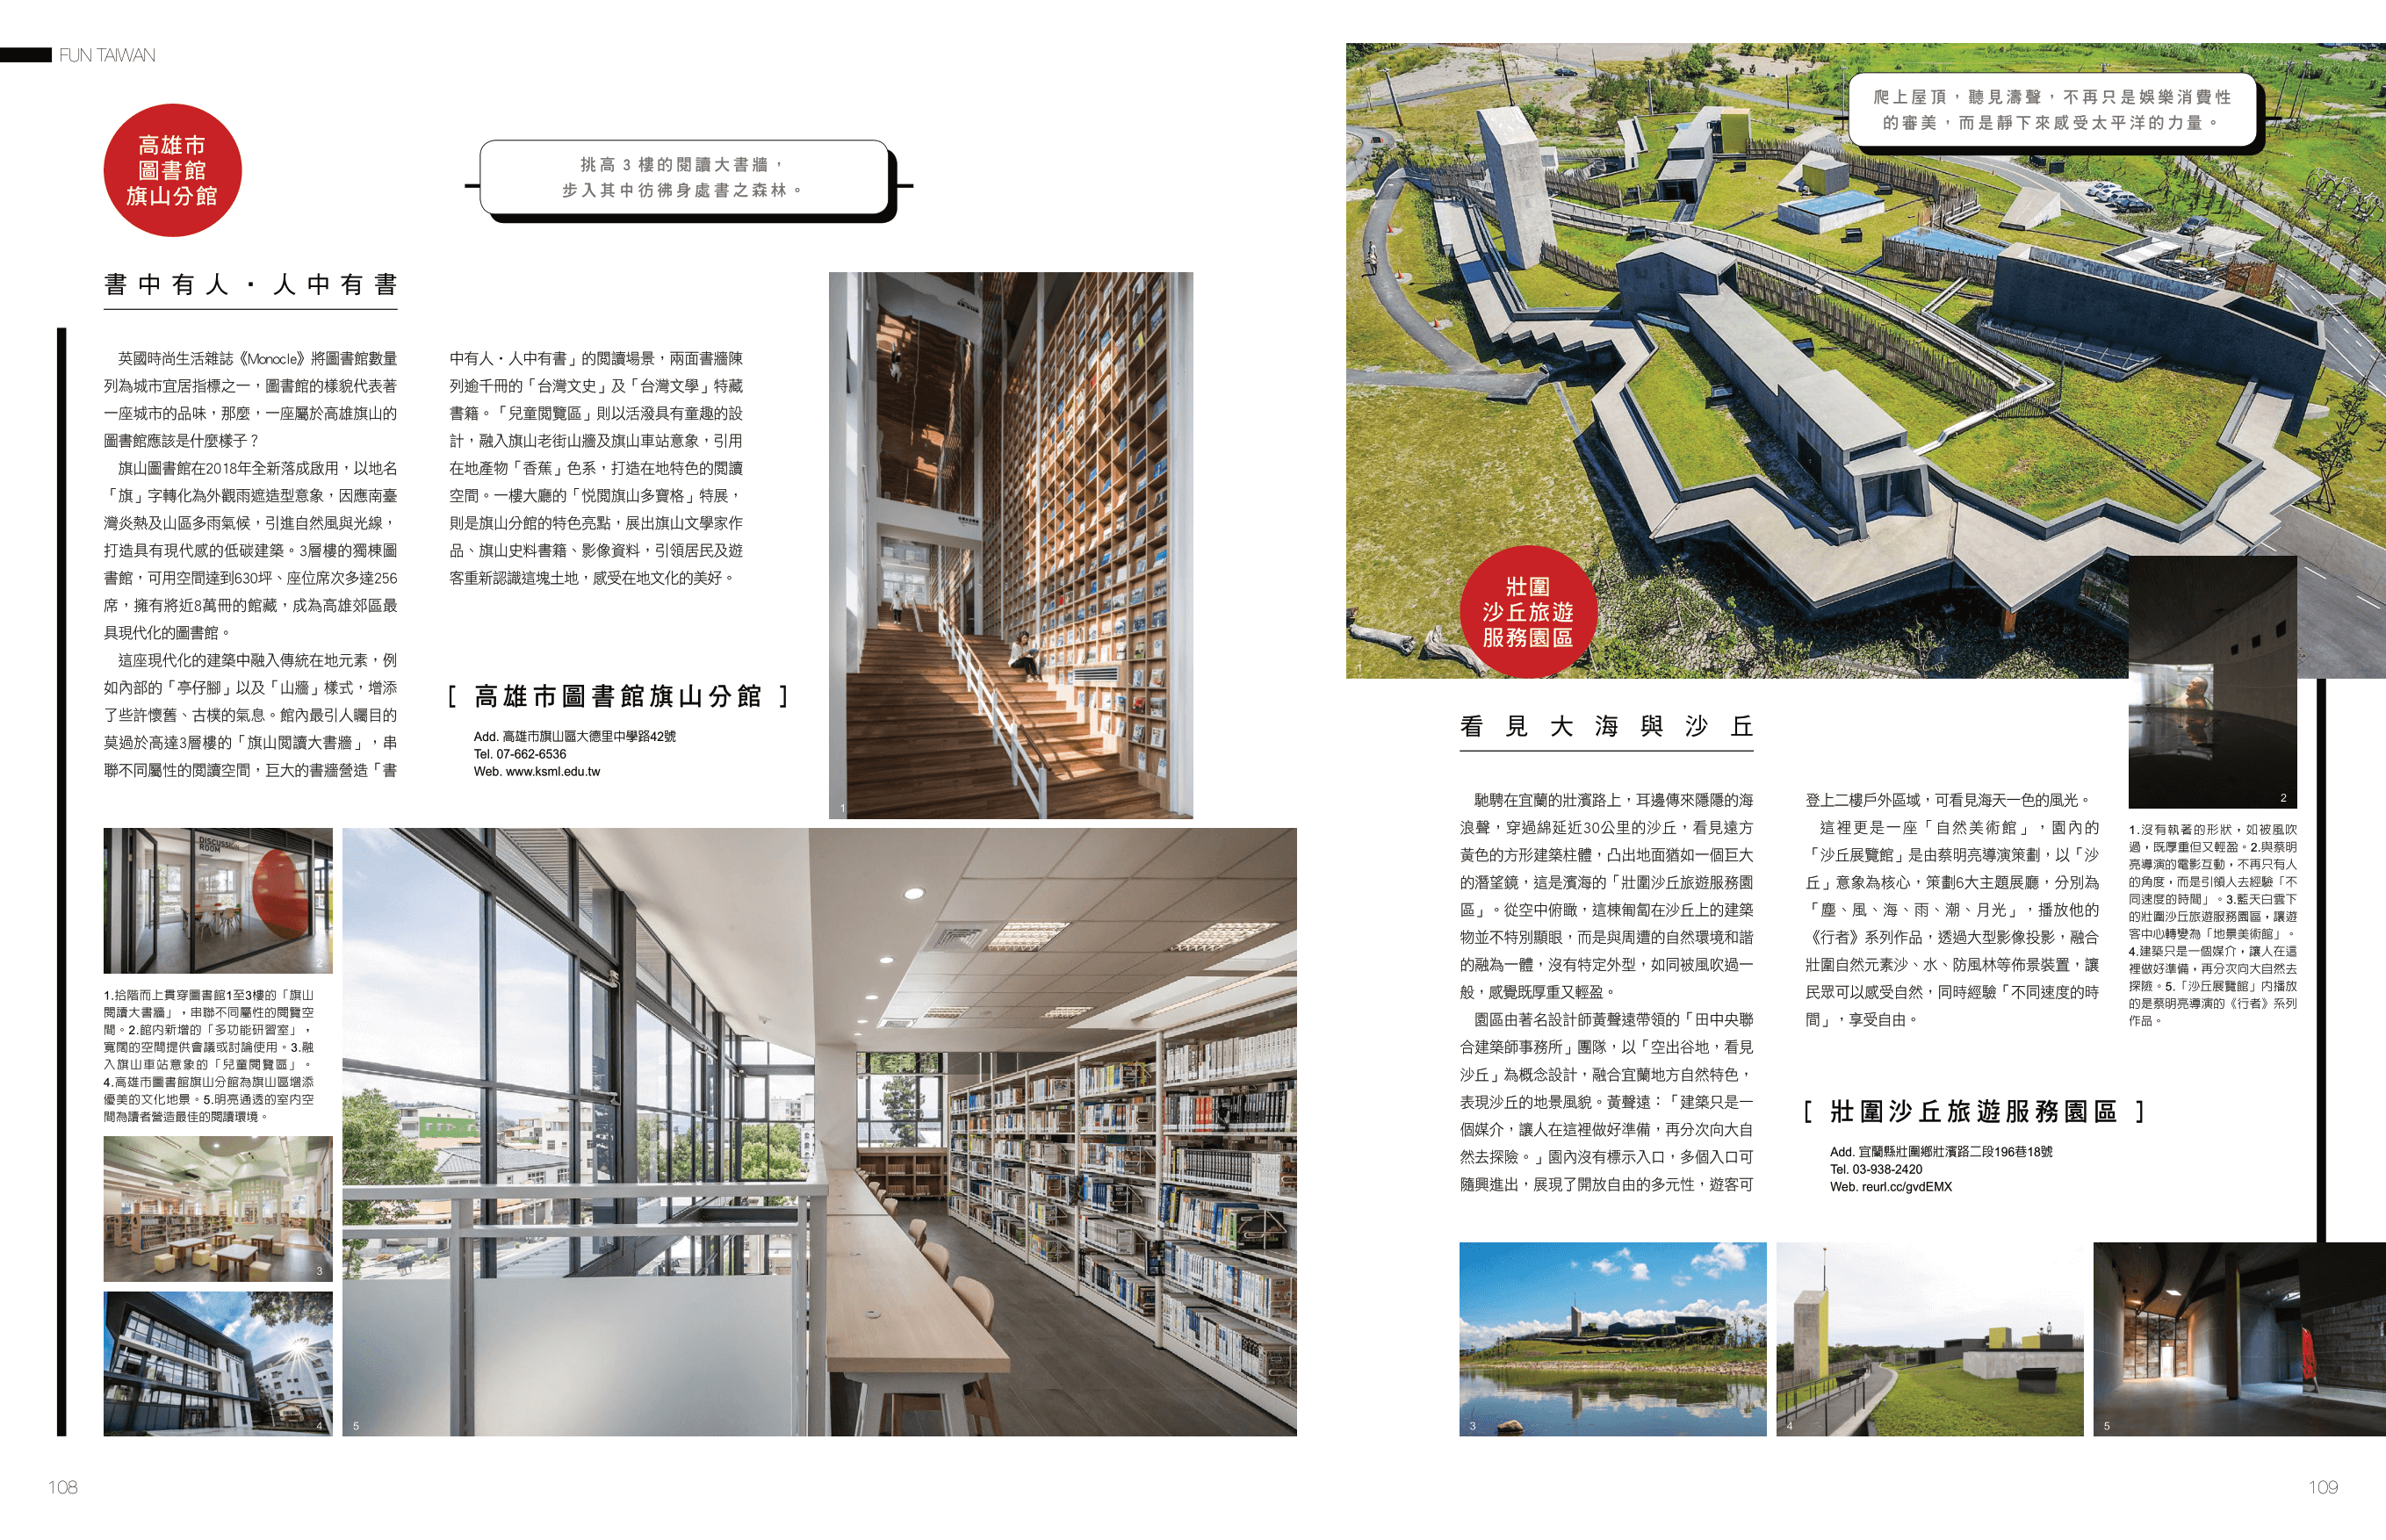 FUN TAIWAN
高雄市
圖書館
旗山分館
挑高 3 樓的閱讀大書牆，
步入其中彷彿身處書之森林。
書中有人・人中有書
英國時尚生活雜誌《Monocle》將圖書館數量
列為城市宜居指標之一，圖書館的樣貌代表著
一座城市的品味，那麼，一座屬於高雄旗山的
圖書館應該是什麼樣子？
旗山圖書館在2018年全新落成啟用，以地名
「旗」字轉化為外觀雨遮造型意象，因應南臺
灣炎熱及山區多雨氣候，引進自然風與光線，
打造具有現代感的低碳建築。3層樓的獨棟圖
書館，可用空間達到630坪、座位席次多達256
席，擁有將近8萬冊的館藏，成為高雄郊區最
具現代化的圖書館。
這座現代化的建築中融入傳統在地元素，例
如內部的「亭仔腳」以及「山牆」樣式，增添
了些許懷舊、古樸的氣息。館內最引人矚目的
莫過於高達3層樓的「旗山閱讀大書牆」，串
聯不同屬性的閱讀空間，巨大的書牆營造「書
中有人・人中有書」的閱讀場景，兩面書牆陳
列逾千冊的「台灣文史」及「台灣文學」特藏
書籍。「兒童閱覽區」則以活潑具有童趣的設
計，融入旗山老街山牆及旗山車站意象，引用
在地產物「香蕉」色系，打造在地特色的閱讀
空間。一樓大廳的「悅閱旗山多寶格」特展，
則是旗山分館的特色亮點，展出旗山文學家作
品、旗山史料書籍、影像資料，引領居民及遊
客重新認識這塊土地，感受在地文化的美好。
[ 高雄市圖書館旗山分館 ]
Add. 高雄市旗山區大德里中學路42號
Tel. 07-662-6536
Web. www.ksml.edu.tw
1
DISCUSSION
ROOM
2
1.拾階而上貫穿圖書館1至3樓的「旗山
閱讀大書牆」，串聯不同屬性的閱覽空
間。2.館內新增的「多功能研習室」，
寬闊的空間提供會議或討論使用。3.融
入旗山車站意象的「兒童閱覽區」。
4.高雄市圖書館旗山分館為旗山區增添
優美的文化地景。5.明亮通透的室內空
間為讀者營造最佳的閱讀環境。
3
4
5
108
爬上屋頂，聽見濤聲，不再只是娛樂消費性
的審美，而是靜下來感受太平洋的力量。
1
壯圍
沙丘旅遊
服務園區
2
看見大海與沙丘
馳騁在宜蘭的壯濱路上，耳邊傳來隱隱的海
浪聲，穿過綿延近30公里的沙丘，看見遠方
黃色的方形建築柱體，凸出地面猶如一個巨大
的潛望鏡，這是濱海的「壯圍沙丘旅遊服務園
區」。從空中俯瞰，這棟匍匐在沙丘上的建築
物並不特別顯眼，而是與周遭的自然環境和諧
的融為一體，沒有特定外型，如同被風吹過一
般，感覺既厚重又輕盈。
園區由著名設計師黃聲遠帶領的「田中央聯
合建築師事務所」團隊，以「空出谷地，看見
沙丘」為概念設計，融合宜蘭地方自然特色，
表現沙丘的地景風貌。黃聲遠：「建築只是一
個媒介，讓人在這裡做好準備，再分次向大自
然去探險。」園內沒有標示入口，多個入口可
隨興進出，展現了開放自由的多元性，遊客可
登上二樓戶外區域，可看見海天一色的風光。
這裡更是一座「自然美術館」，園內的
「沙丘展覽館」是由蔡明亮導演策劃，以「沙
丘」意象為核心，策劃6大主題展廳，分別為
「塵、風、海、雨、潮、月光」，播放他的
《行者》系列作品，透過大型影像投影，融合
壯圍自然元素沙、水、防風林等佈景裝置，讓
民眾可以感受自然，同時經驗「不同速度的時
間」，享受自由。
1.沒有執著的形狀，如被風吹
過，既厚重但又輕盈。2.與蔡明
亮導演的電影互動，不再只有人
的角度，而是引領人去經驗「不
同速度的時間」。3.藍天白雲下
的壯圍沙丘旅遊服務園區，讓遊
客中心轉變為「地景美術館」。
4.建築只是一個媒介，讓人在這
裡做好準備，再分次向大自然去
探險。5.「沙丘展覽館」內播放
的是蔡明亮導演的《行者》系列
作品。
[ 壯圍沙丘旅遊服務園區 ]
Add. 宜蘭縣壯圍鄉壯濱路二段196巷18號
Tel. 03-938-2420
Web. reurl.cc/gvdEMX
3
4
5
109